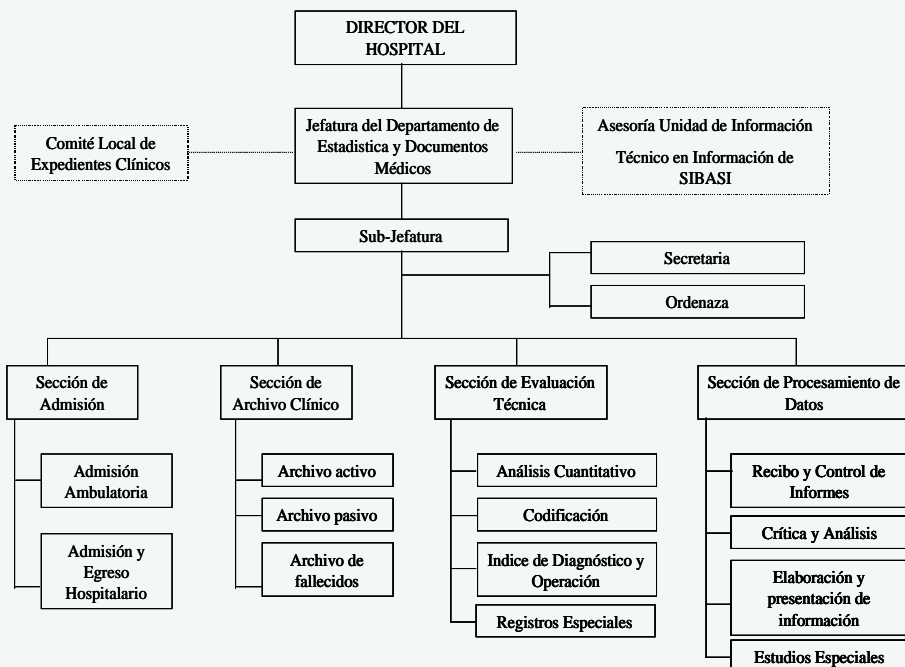 DIRECTOR DEL
HOSPITAL
Comité Local de
Expedientes Clínicos
Jefatura del Departamento de
Estadistica y Documentos
Médicos
Asesoría Unidad de Información
Técnico en Información de
SIBASI
Sub-Jefatura
Secretaria
Ordenaza
Sección de
Admisión
Admisión
Ambulatoria
Admisión y
Egreso
Hospitalario
Sección de
Archivo Clínico
Archivo activo
Archivo pasivo
Archivo de
fallecidos
Sección de Evaluación
Técnica
Análisis Cuantitativo
Codificación
Indice de Diagnóstico y
Operación
Registros Especiales
Sección de Procesamiento de
Datos
Recibo y Control de
Informes
Crítica y Análisis
Elaboración y
presentación de
información
Estudios Especiales